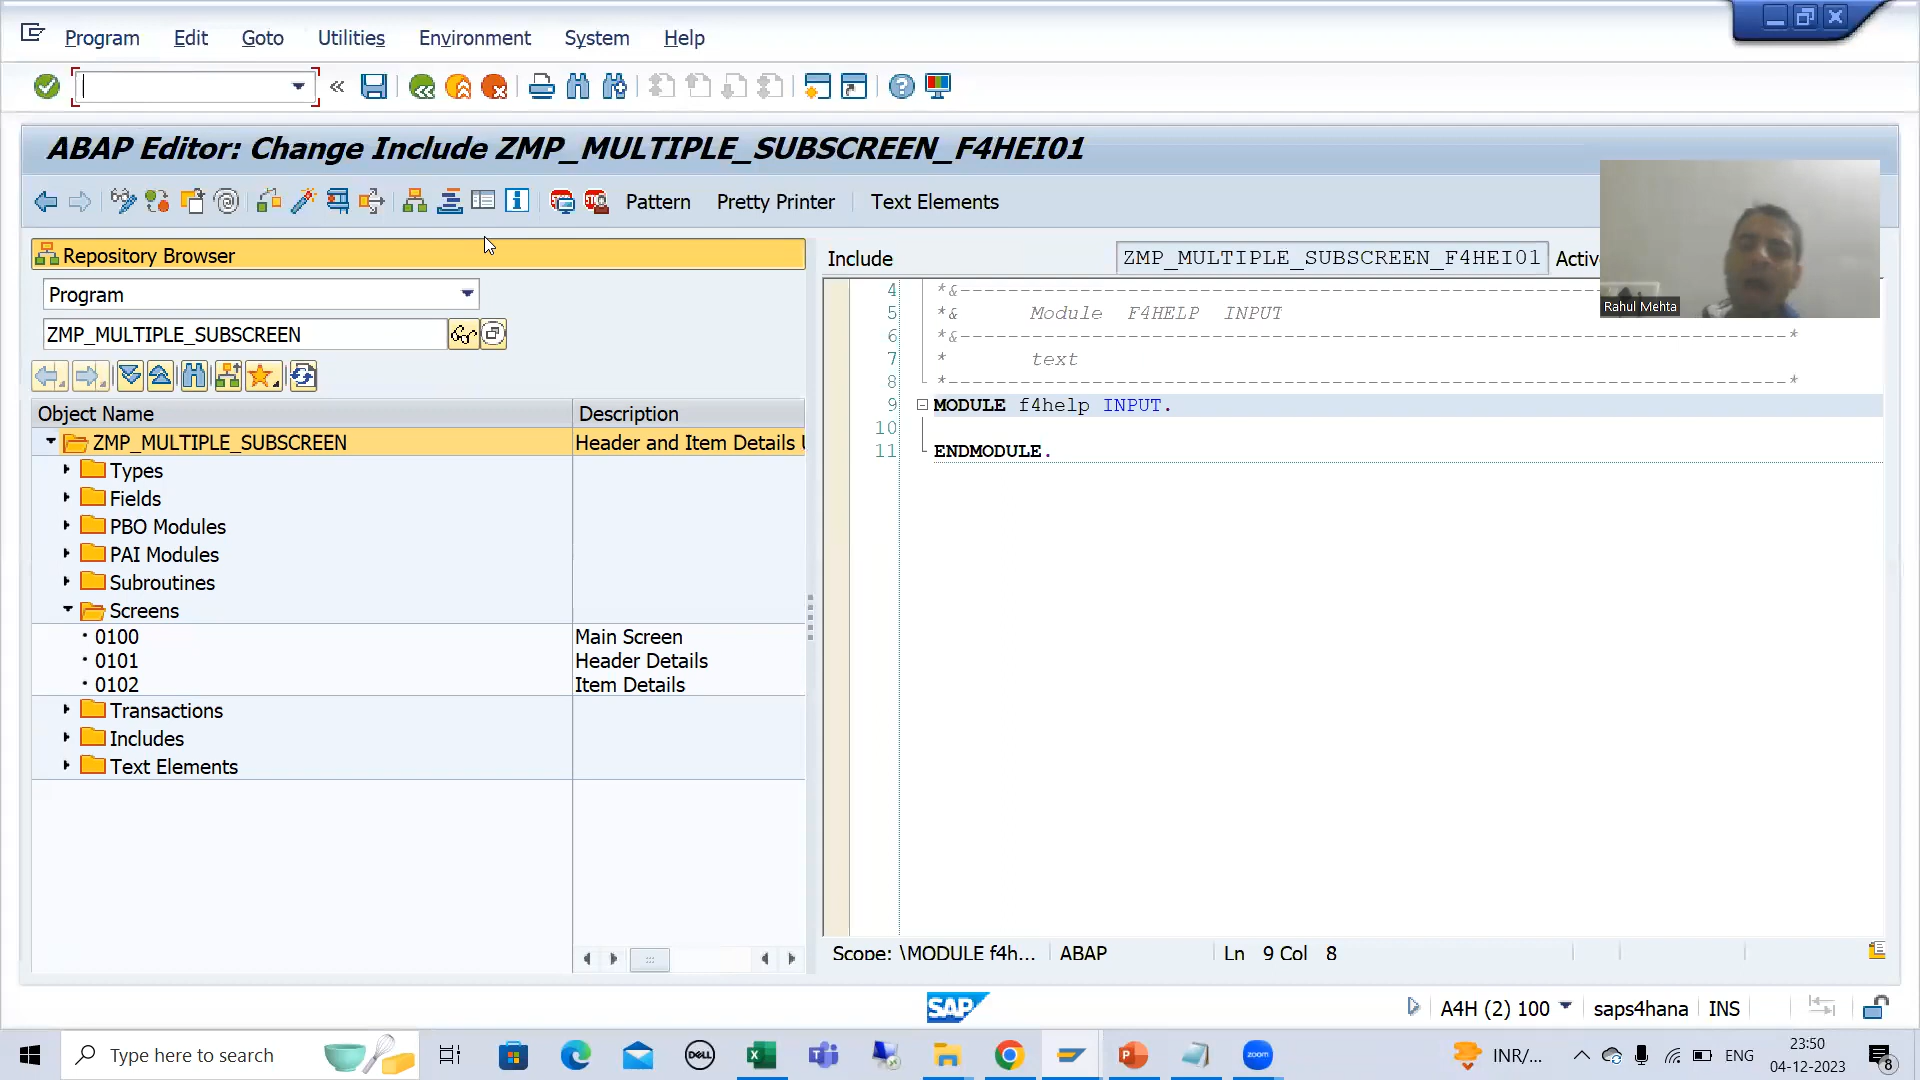 Program Edit Goto Utilities Environment System Help
ABAP Editor: Change Include ZMP_MULTIPLE_SUBSCREEN_F4HEI01
Pattern Pretty Printer Text Elements
Repository Browser
Program
ZMP_MULTIPLE_SUBSCREEN
Object Name Description
ZMP_MULTIPLE_SUBSCREEN Header and Item Details
Types
Fields
PBO Modules
PAI Modules
Subroutines
Screens
0100 Main Screen
0101 Header Details
0102 Item Details
Transactions
Includes
Text Elements
Include ZMP_MULTIPLE_SUBSCREEN_F4HEI01 Active
Rahul Mehta
4 *&---------------------------------------------------------------------
5 *& Module F4HELP INPUT
6 *&---------------------------------------------------------------------*
7 * text
8 *----------------------------------------------------------------------*
9 MODULE f4help INPUT.
10
11 ENDMODULE.
Scope: \MODULE f4h... ABAP Ln 9 Col 8
SAP
A4H (2) 100 saps4hana INS
Type here to search
DELL
zoom
INR/... ENG
23:50
04-12-2023
8